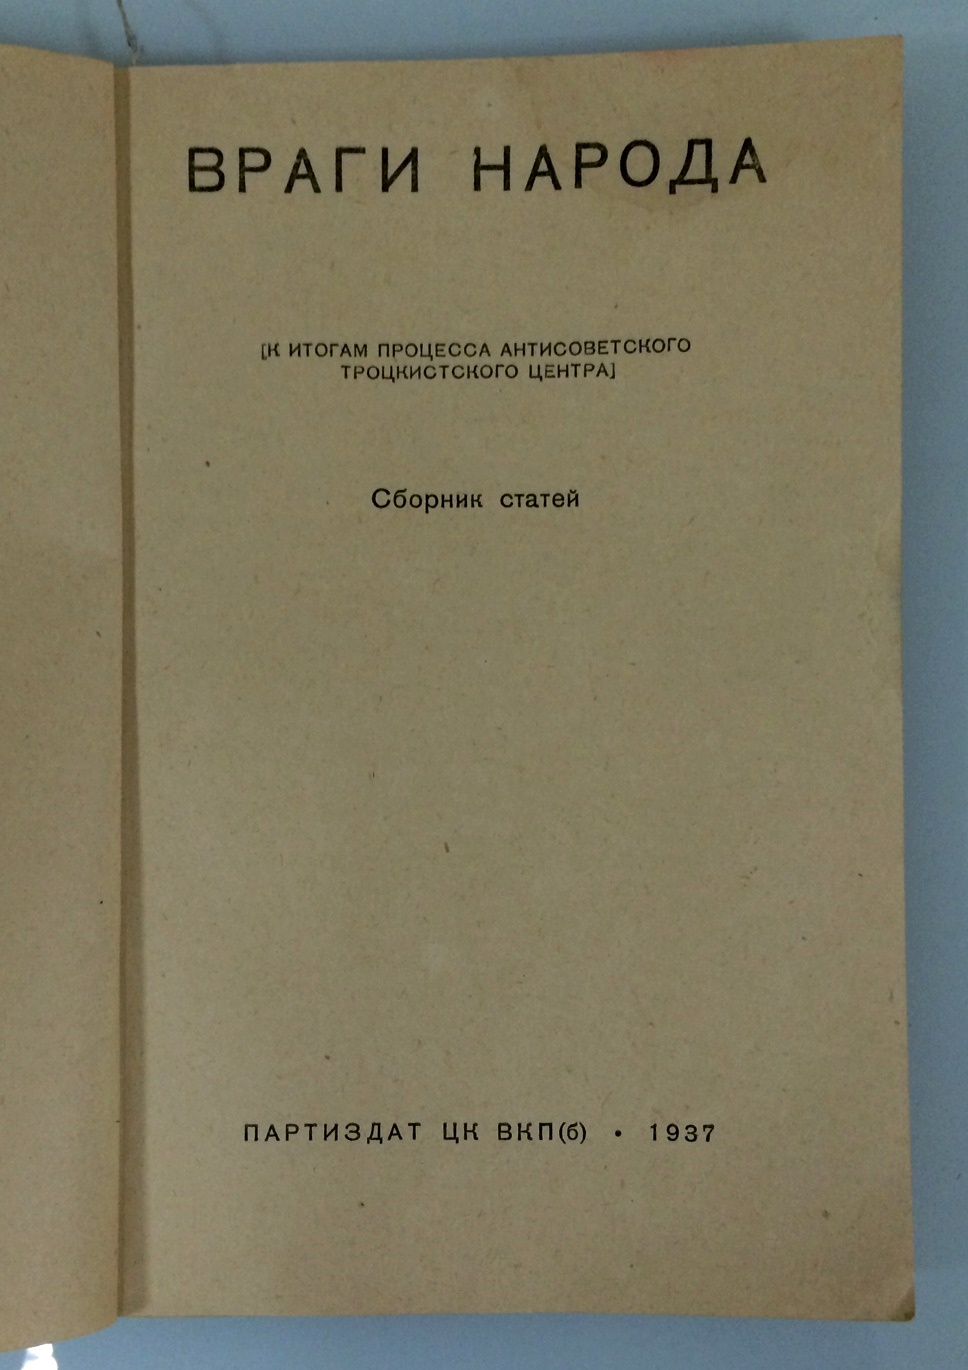 ВРАГИ НАРОДА
[К ИТОГАМ ПРОЦЕССА АНТИСОВЕТСКОГО
ТРОЦКИСТСКОГО ЦЕНТРА]
Сборник статей
ПАРТИЗДАТ ЦК ВКП(б) • 1937